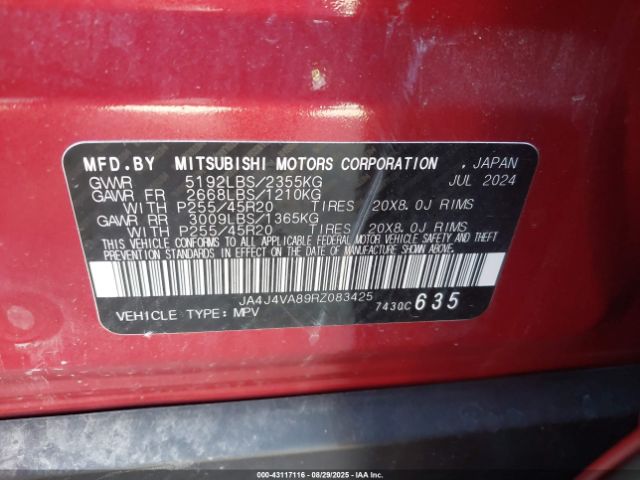 MFD.BY MITSUBISHI MOTORS CORPORATION . JAPAN
GVWR 5192LBS/2355KG JUL 2024
GAWR FR 2668LBS/1210KG
WITH P255/45R20 TIRES 20X8.0J RIMS
GAWR RR 3009LBS/1365KG
WITH P255/45R20 TIRES 20X8.0J RIMS
THIS VEHICLE CONFORMS TO ALL APPLICABLE FEDERAL MOTOR VEHICLE SAFETY AND THEFT
PREVENTION STANDARDS IN EFFECT ON THE DATE OF MANUFACTURE SHOWN ABOVE.
JA4J4VA89RZ083425
7430C 635
VEHICLE TYPE: MPV
000-43117116 - 08/29/2025 - IAAI.COM